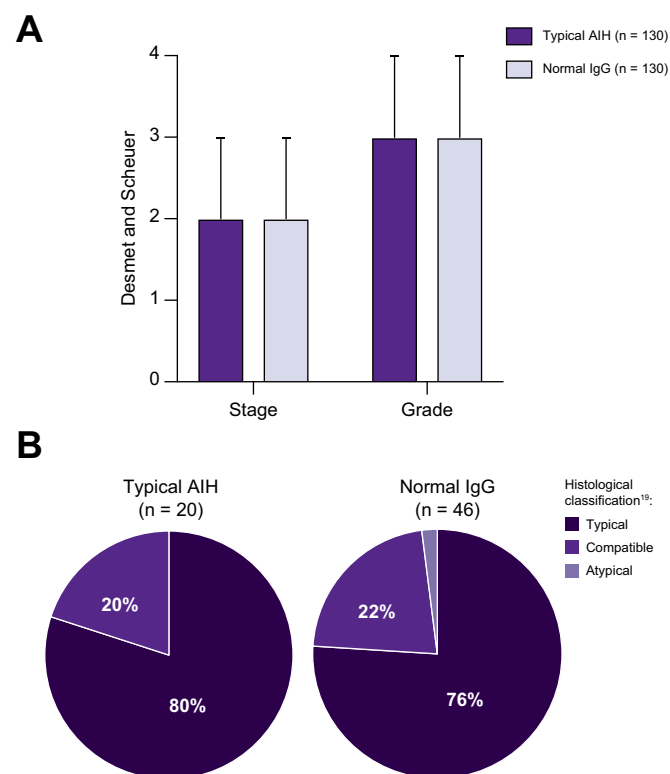 A
Typical AIH (n = 130)
Normal IgG (n = 130)
Desmet and Scheuer
4
3
2
1
0
Stage
Grade
B
Typical AIH
(n = 20)
Normal IgG
(n = 46)
Histological
classification¹⁹:
Typical
Compatible
Atypical
20%
80%
22%
76%